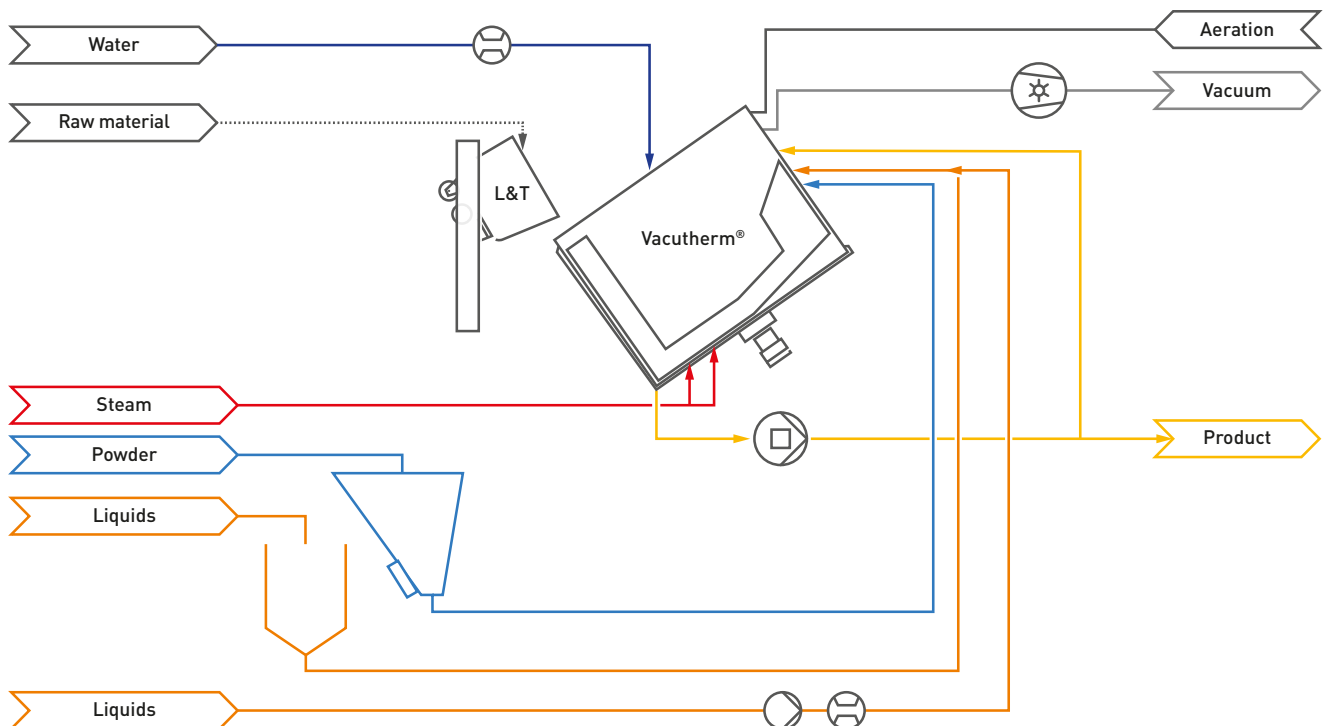 Water
Aeration
Vacuum
Raw material
L&T
Vacutherm®
Steam
Powder
Product
Liquids
Liquids